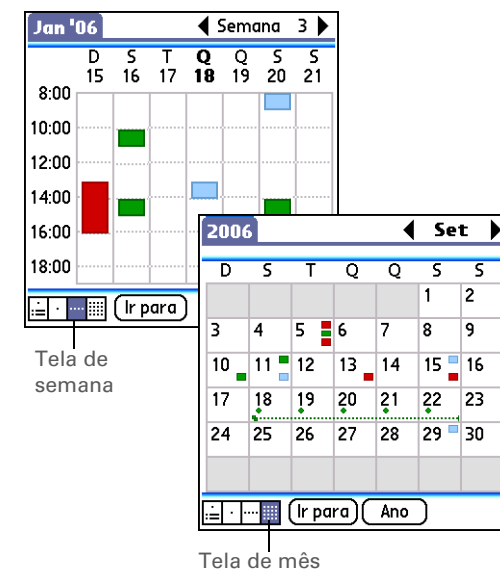 Jan '06 Semana 3
D S T Q Q S S
15 16 17 18 19 20 21
8:00
10:00
12:00
14:00
16:00
18:00
Ir para
Tela de
semana
2006 Set
D S T Q Q S S
1 2
3 4 5 6 7 8 9
10 11 12 13 14 15 16
17 18 19 20 21 22 23
24 25 26 27 28 29 30
Ir para Ano
Tela de mês